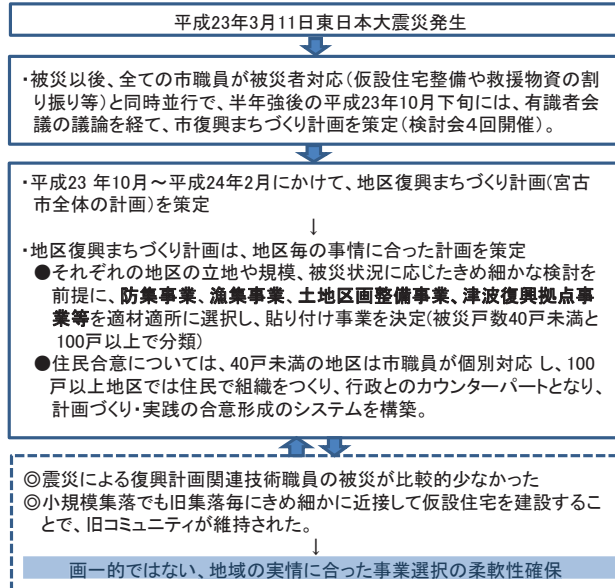 平成23年3月11日東日本大震災発生
・被災以後、全ての市職員が被災者対応(仮設住宅整備や救援物資の割
り振り等)と同時並行で、半年強後の平成23年10月下旬には、有識者会
議の議論を経て、市復興まちづくり計画を策定(検討会4回開催)。
・平成23 年10月～平成24年2月にかけて、地区復興まちづくり計画(宮古
市全体の計画)を策定
↓
・地区復興まちづくり計画は、地区毎の事情に合った計画を策定
●それぞれの地区の立地や規模、被災状況に応じたきめ細かな検討を
前提に、防集事業、漁集事業、土地区画整備事業、津波復興拠点事
業等を適材適所に選択し、貼り付け事業を決定(被災戸数40戸未満と
100戸以上で分類)
●住民合意については、40戸未満の地区は市職員が個別対応 し、100
戸以上地区では住民で組織をつくり、行政とのカウンターパートとなり、
計画づくり・実践の合意形成のシステムを構築。
◎震災による復興計画関連技術職員の被災が比較的少なかった
◎小規模集落でも旧集落毎にきめ細かに近接して仮設住宅を建設するこ
とで、旧コミュニティが維持された。
↓
画一的ではない、地域の実情に合った事業選択の柔軟性確保